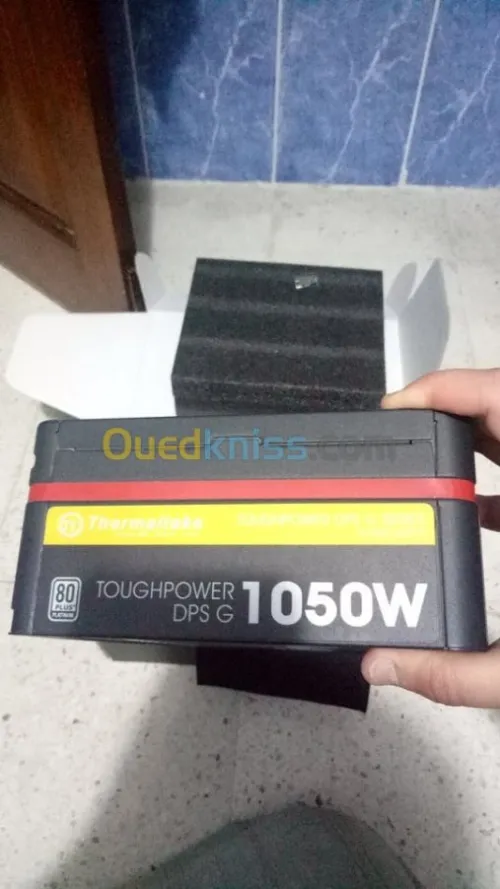 Ouedkniss.com
Thermaltake
TOUGHPOWER
DPS G
1050W
80
PLUS
PLATINUM